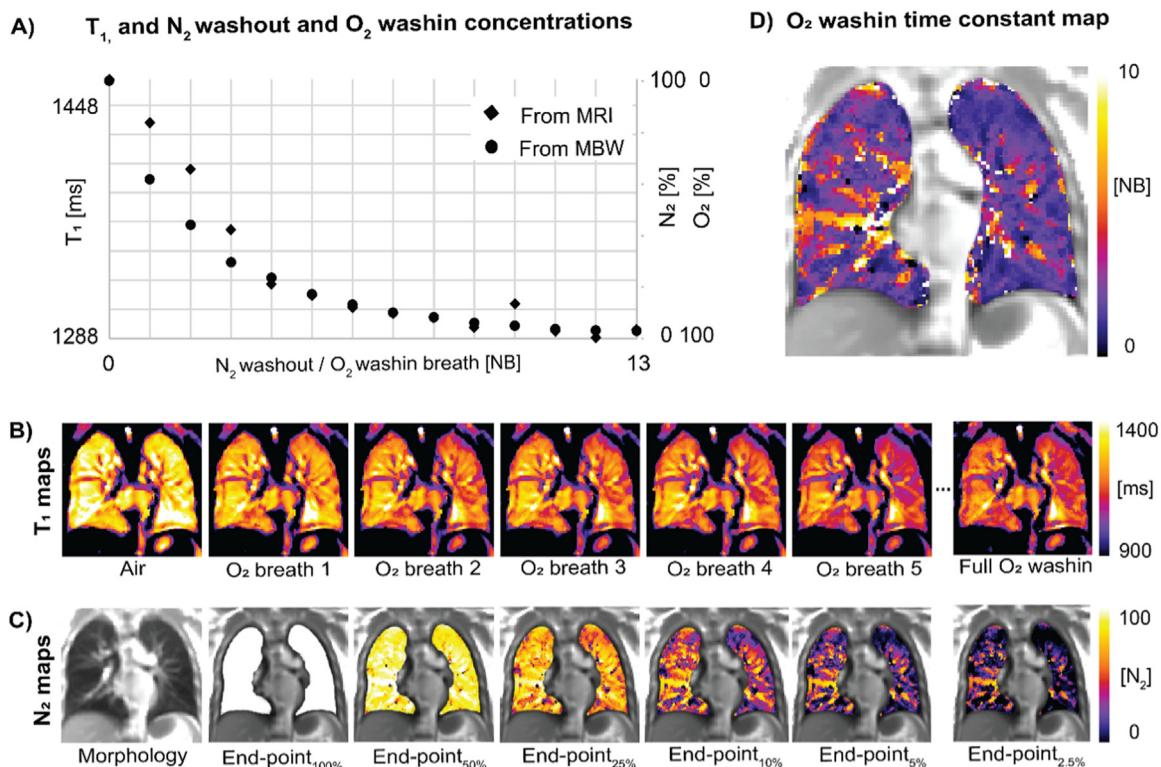 A) T₁, and N₂ washout and O₂ washin concentrations
1448
T₁ [ms]
1288
From MRI
From MBW
100 0
N₂ [%]
O₂ [%]
0 100
0 N₂ washout / O₂ washin breath [NB] 13
D) O₂ washin time constant map
10
[NB]
0
B) T₁ maps
Air O₂ breath 1 O₂ breath 2 O₂ breath 3 O₂ breath 4 O₂ breath 5 ... Full O₂ washin
1400
[ms]
900
C) N₂ maps
Morphology End-point100% End-point50% End-point25% End-point10% End-point5% End-point2.5%
100
[N₂]
0